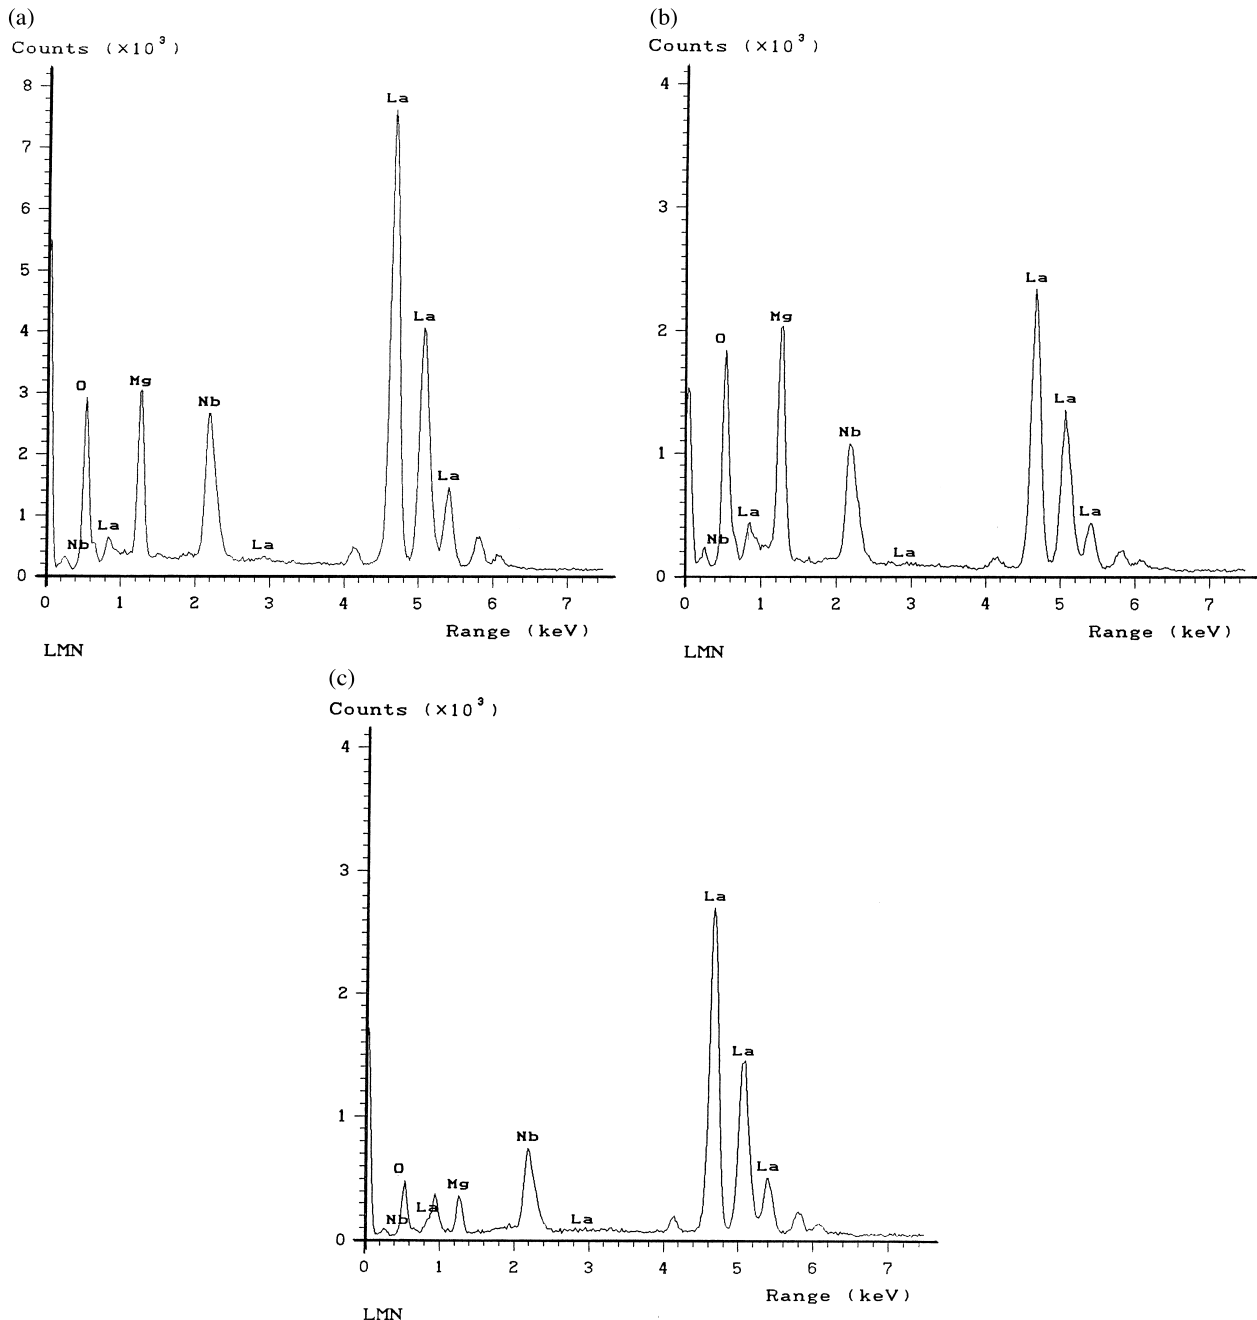 (a)
Counts (×10³)
8
7
6
5
4
3
2
1
0
La
La
La
O
Mg
Nb
Nb
La
La
0 1 2 3 4 5 6 7
Range (keV)
LMN
(b)
Counts (×10³)
4
3
2
1
0
La
Mg
O
La
Nb
La
La
Nb
La
0 1 2 3 4 5 6 7
Range (keV)
LMN
(c)
Counts (×10³)
4
3
2
1
0
La
La
Nb
La
O
Mg
La
Nb
La
0 1 2 3 4 5 6 7
Range (keV)
LMN